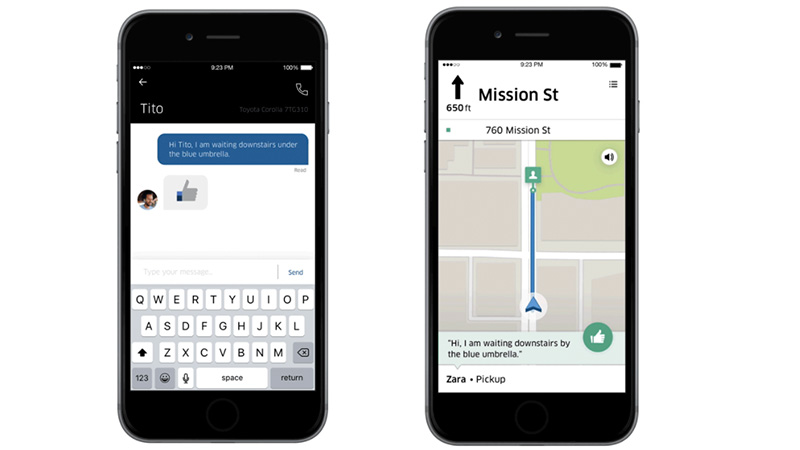 9:23 PM 100%
Tito
Toyota Corolla 7TG310
Hi Tito, I am waiting downstairs under
the blue umbrella.
Read
Type your message..
Send
Q W E R T Y U I O P
A S D F G H J K L
Z X C V B N M
123 space return
9:23 PM 100%
650 ft
Mission St
760 Mission St
"Hi, I am waiting downstairs by
the blue umbrella."
Zara • Pickup